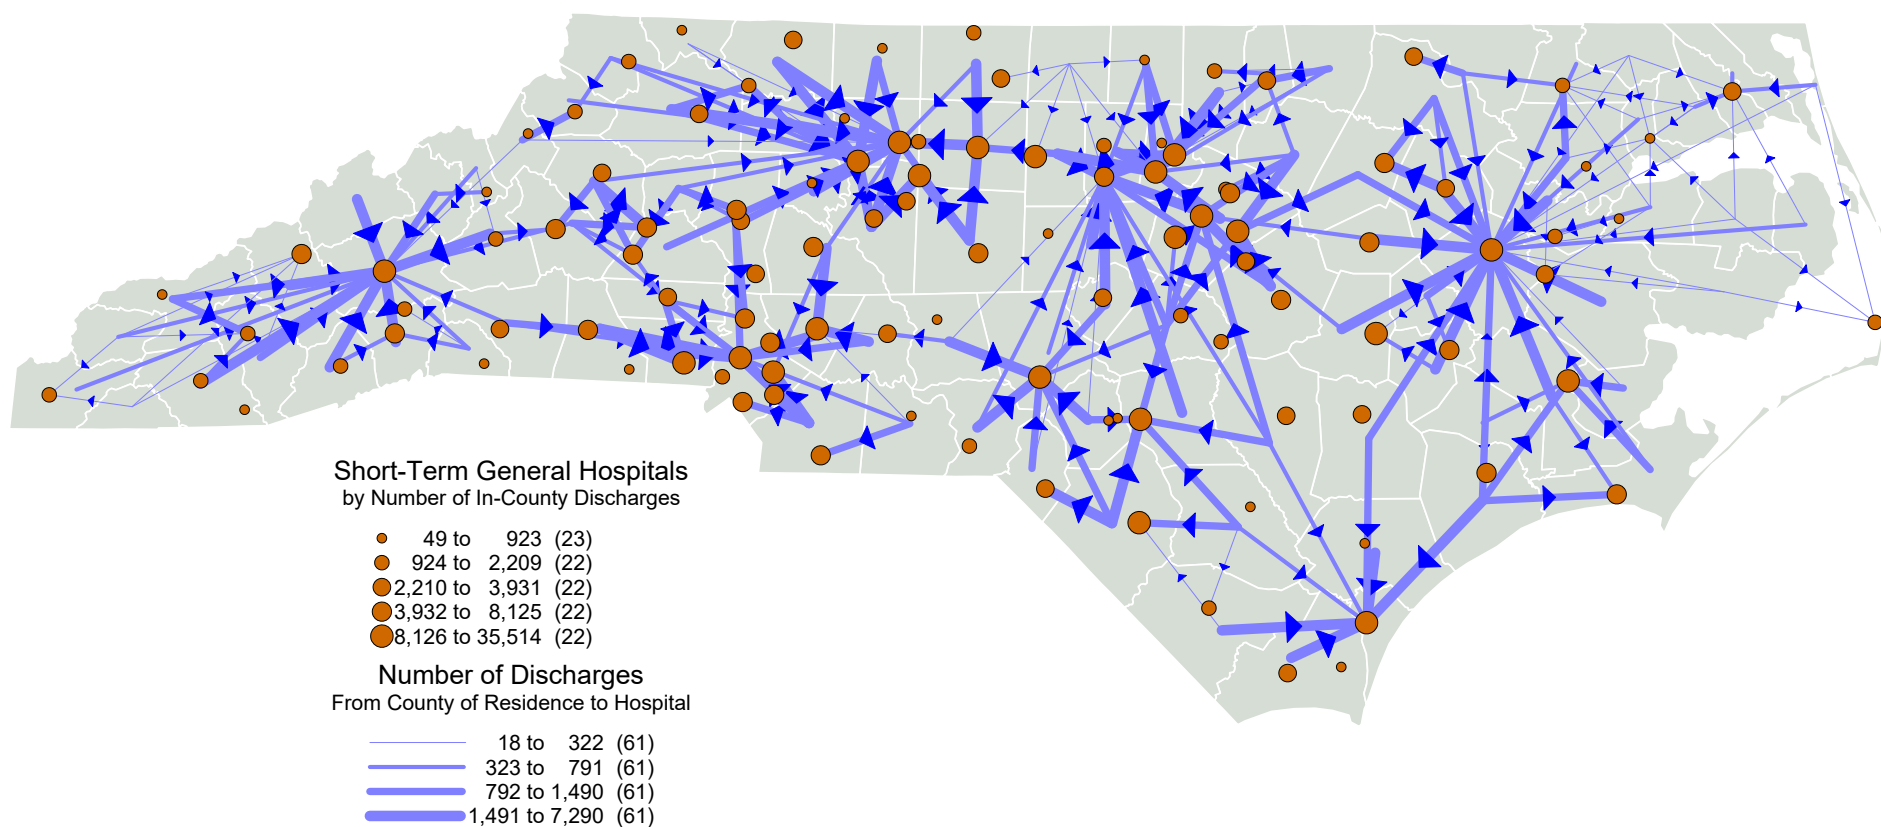 Short-Term General Hospitals
by Number of In-County Discharges
49 to 923 (23)
924 to 2,209 (22)
2,210 to 3,931 (22)
3,932 to 8,125 (22)
8,126 to 35,514 (22)
Number of Discharges
From County of Residence to Hospital
18 to 322 (61)
323 to 791 (61)
792 to 1,490 (61)
1,491 to 7,290 (61)